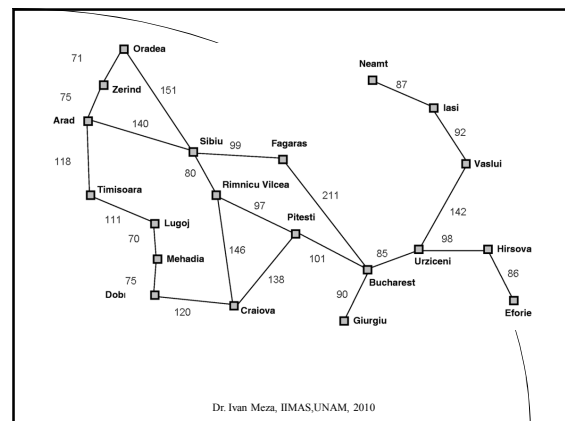 Oradea
71
Neamt
87
Zerind
151
Iasi
75
Arad
140
92
Sibiu
99
Fagaras
118
80
Vaslui
Timisoara
Rimnicu Vilcea
211
111
97
142
Lugoj
Pitesti
70
85
98
Hirsova
146
101
Urziceni
Mehadia
138
86
75
Bucharest
Dobr
90
120
Craiova
Giurgiu
Eforie
Dr. Ivan Meza, IIMAS,UNAM, 2010